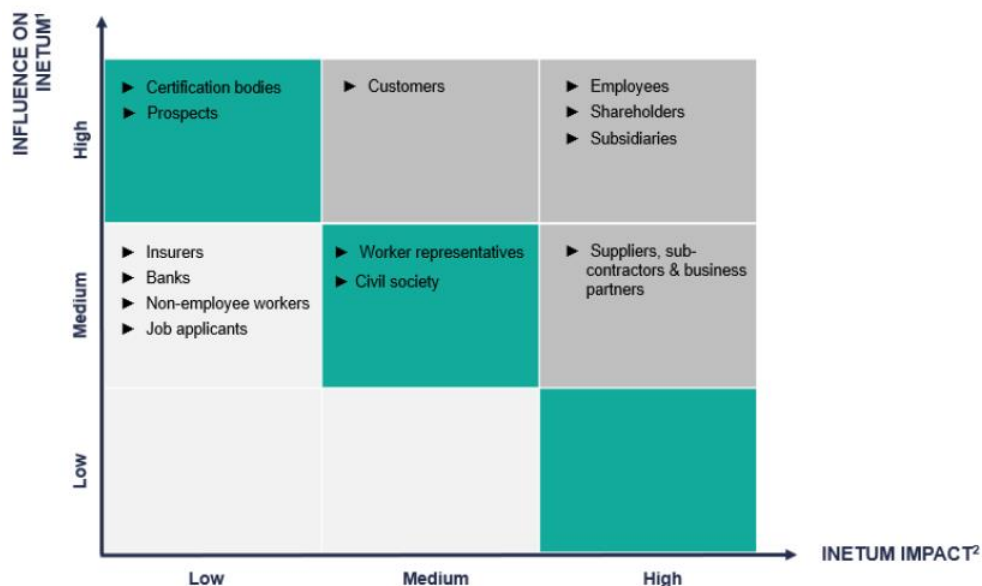 INFLUENCE ON
INETUM¹
High
► Certification bodies
► Prospects
► Customers
► Employees
► Shareholders
► Subsidiaries
Medium
► Insurers
► Banks
► Non-employee workers
► Job applicants
► Worker representatives
► Civil society
► Suppliers, sub-
contractors & business
partners
Low
INETUM IMPACT²
Low
Medium
High